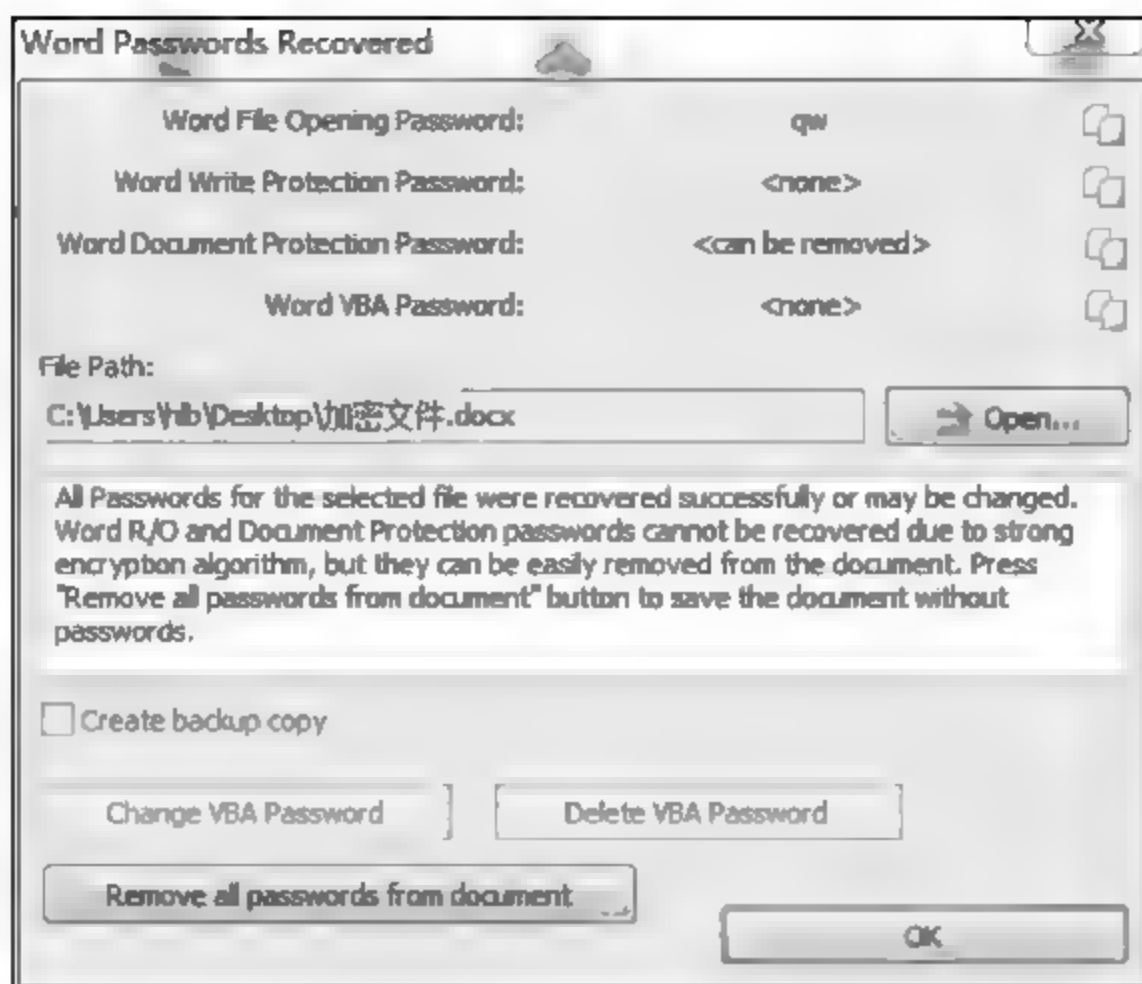 Word Passwords Recovered
Word File Opening Password: qw
Word Write Protection Password: <none>
Word Document Protection Password: <can be removed>
Word VBA Password: <none>
File Path:
C:\Users\hlb\Desktop\加密文件.docx
Open...
All Passwords for the selected file were recovered successfully or may be changed.
Word R/O and Document Protection passwords cannot be recovered due to strong
encrypton algorithm, but they can be easily removed from the document. Press
"Remove all passwords from document" button to save the document without
passwords.
Create backup copy
Change VBA Password Delete VBA Password
Remove all passwords from document
OK